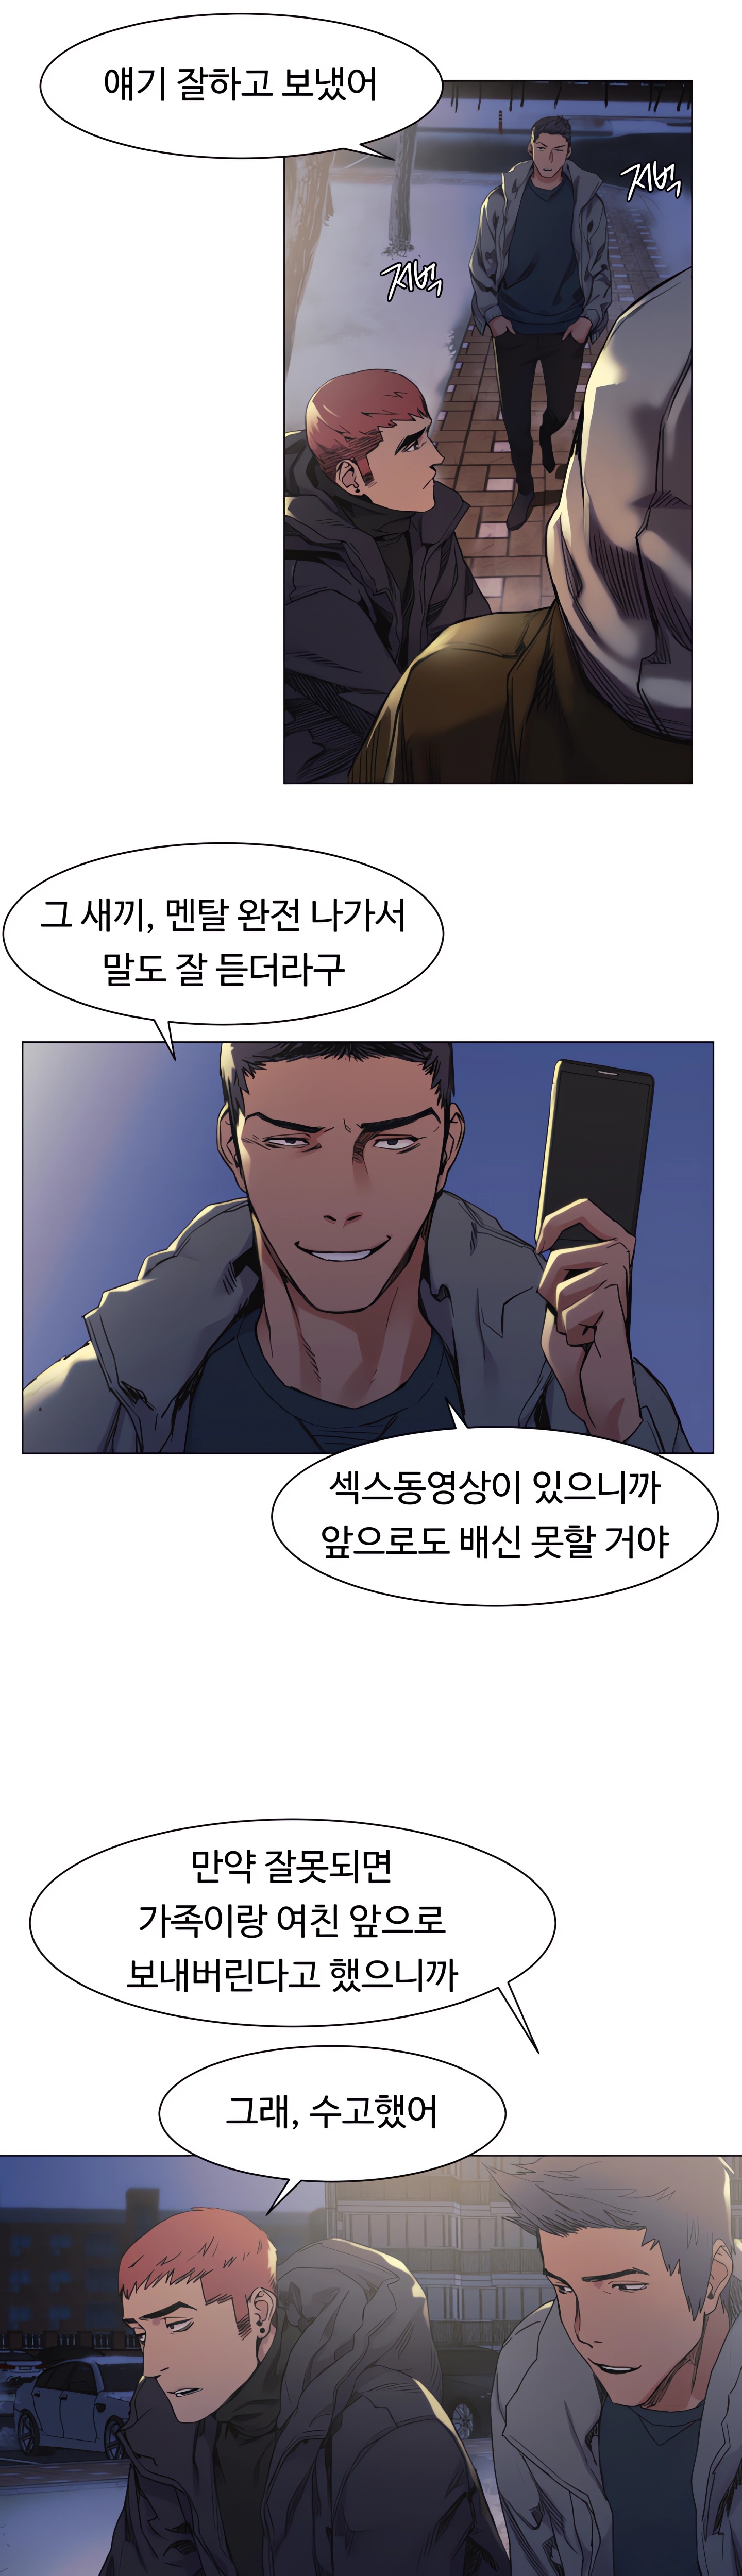 얘기 잘하고 보냈어
저벅
저벅
그 새끼, 멘탈 완전 나가서
말도 잘 듣더라구
섹스동영상이 있으니까
앞으로도 배신 못할 거야
만약 잘못되면
가족이랑 여친 앞으로
보내버린다고 했으니까
그래, 수고했어